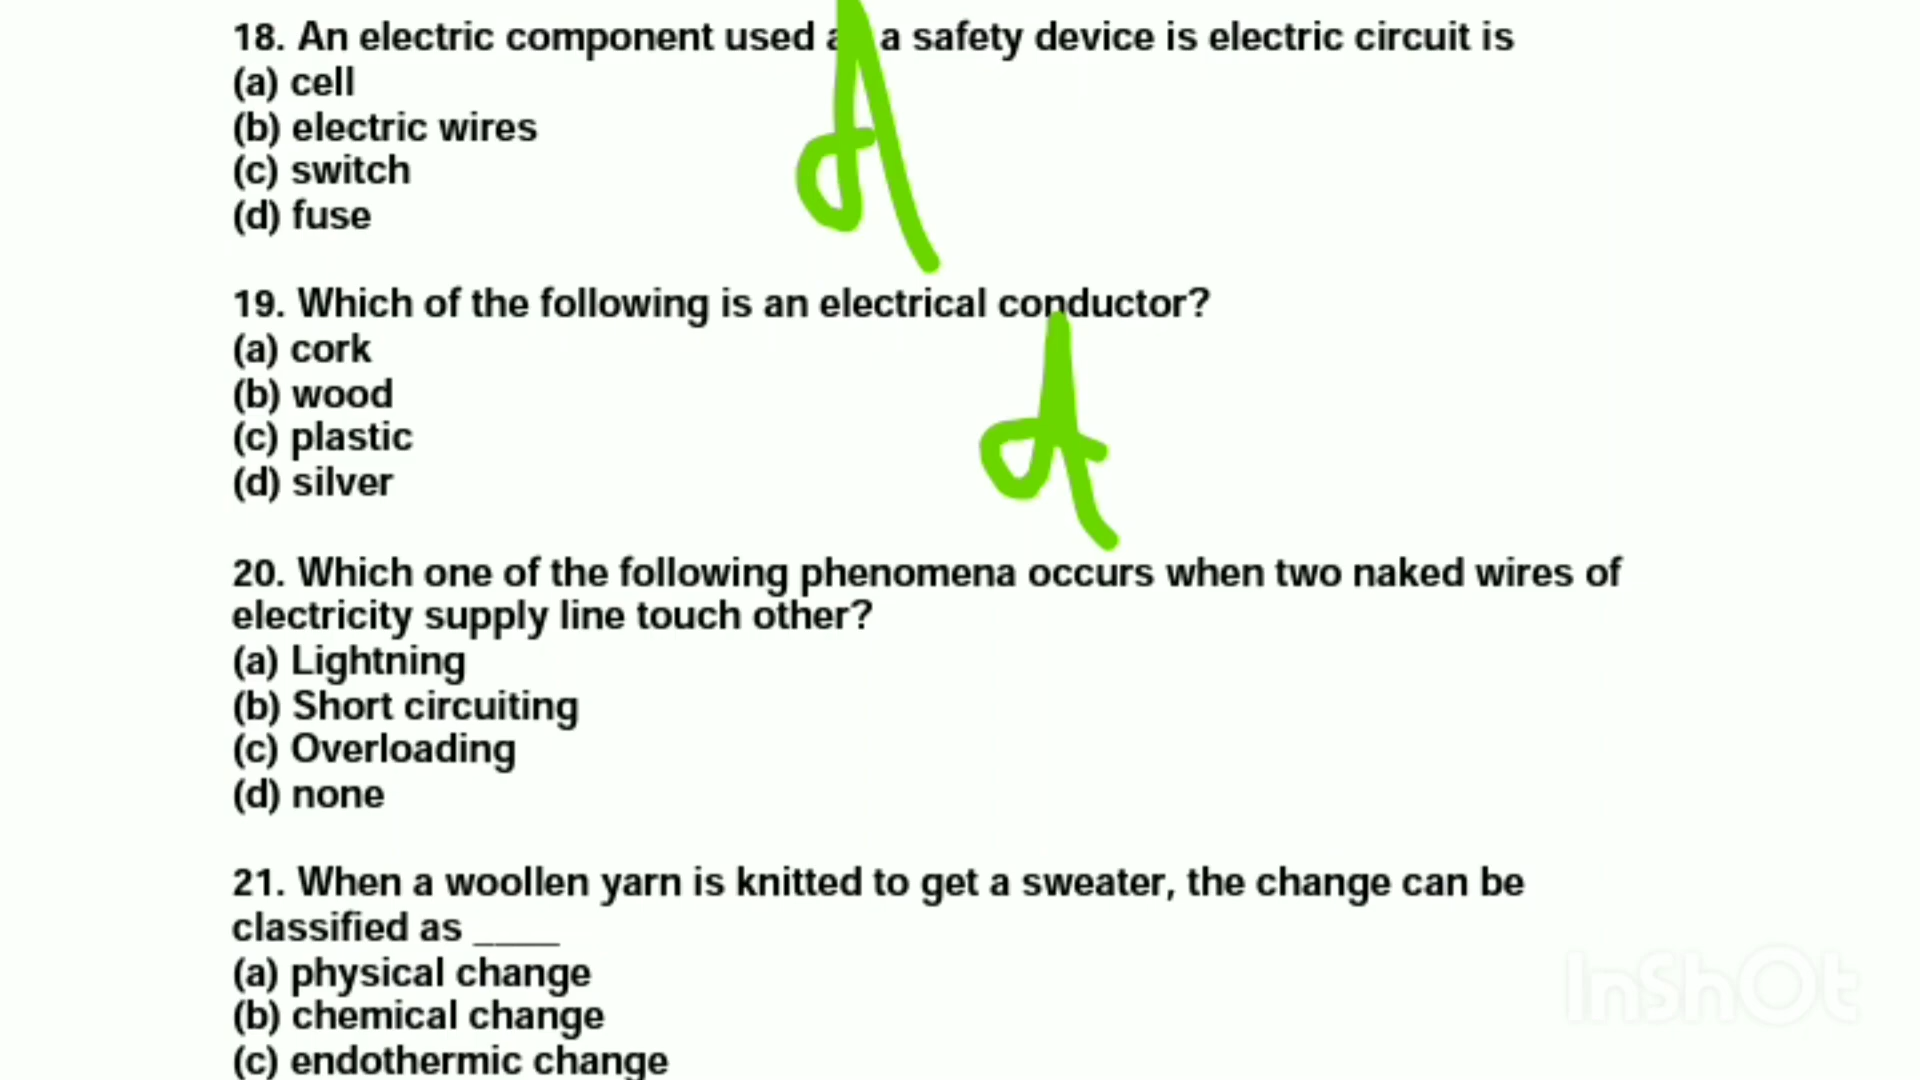 18. An electric component used a safety device is electric circuit is
(a) cell
(b) electric wires
(c) switch
(d) fuse
d
19. Which of the following is an electrical conductor?
(a) cork
(b) wood
(c) plastic
(d) silver
d
20. Which one of the following phenomena occurs when two naked wires of
electricity supply line touch other?
(a) Lightning
(b) Short circuiting
(c) Overloading
(d) none
21. When a woollen yarn is knitted to get a sweater, the change can be
classified as ____
(a) physical change
(b) chemical change
(c) endothermic change
InShOt